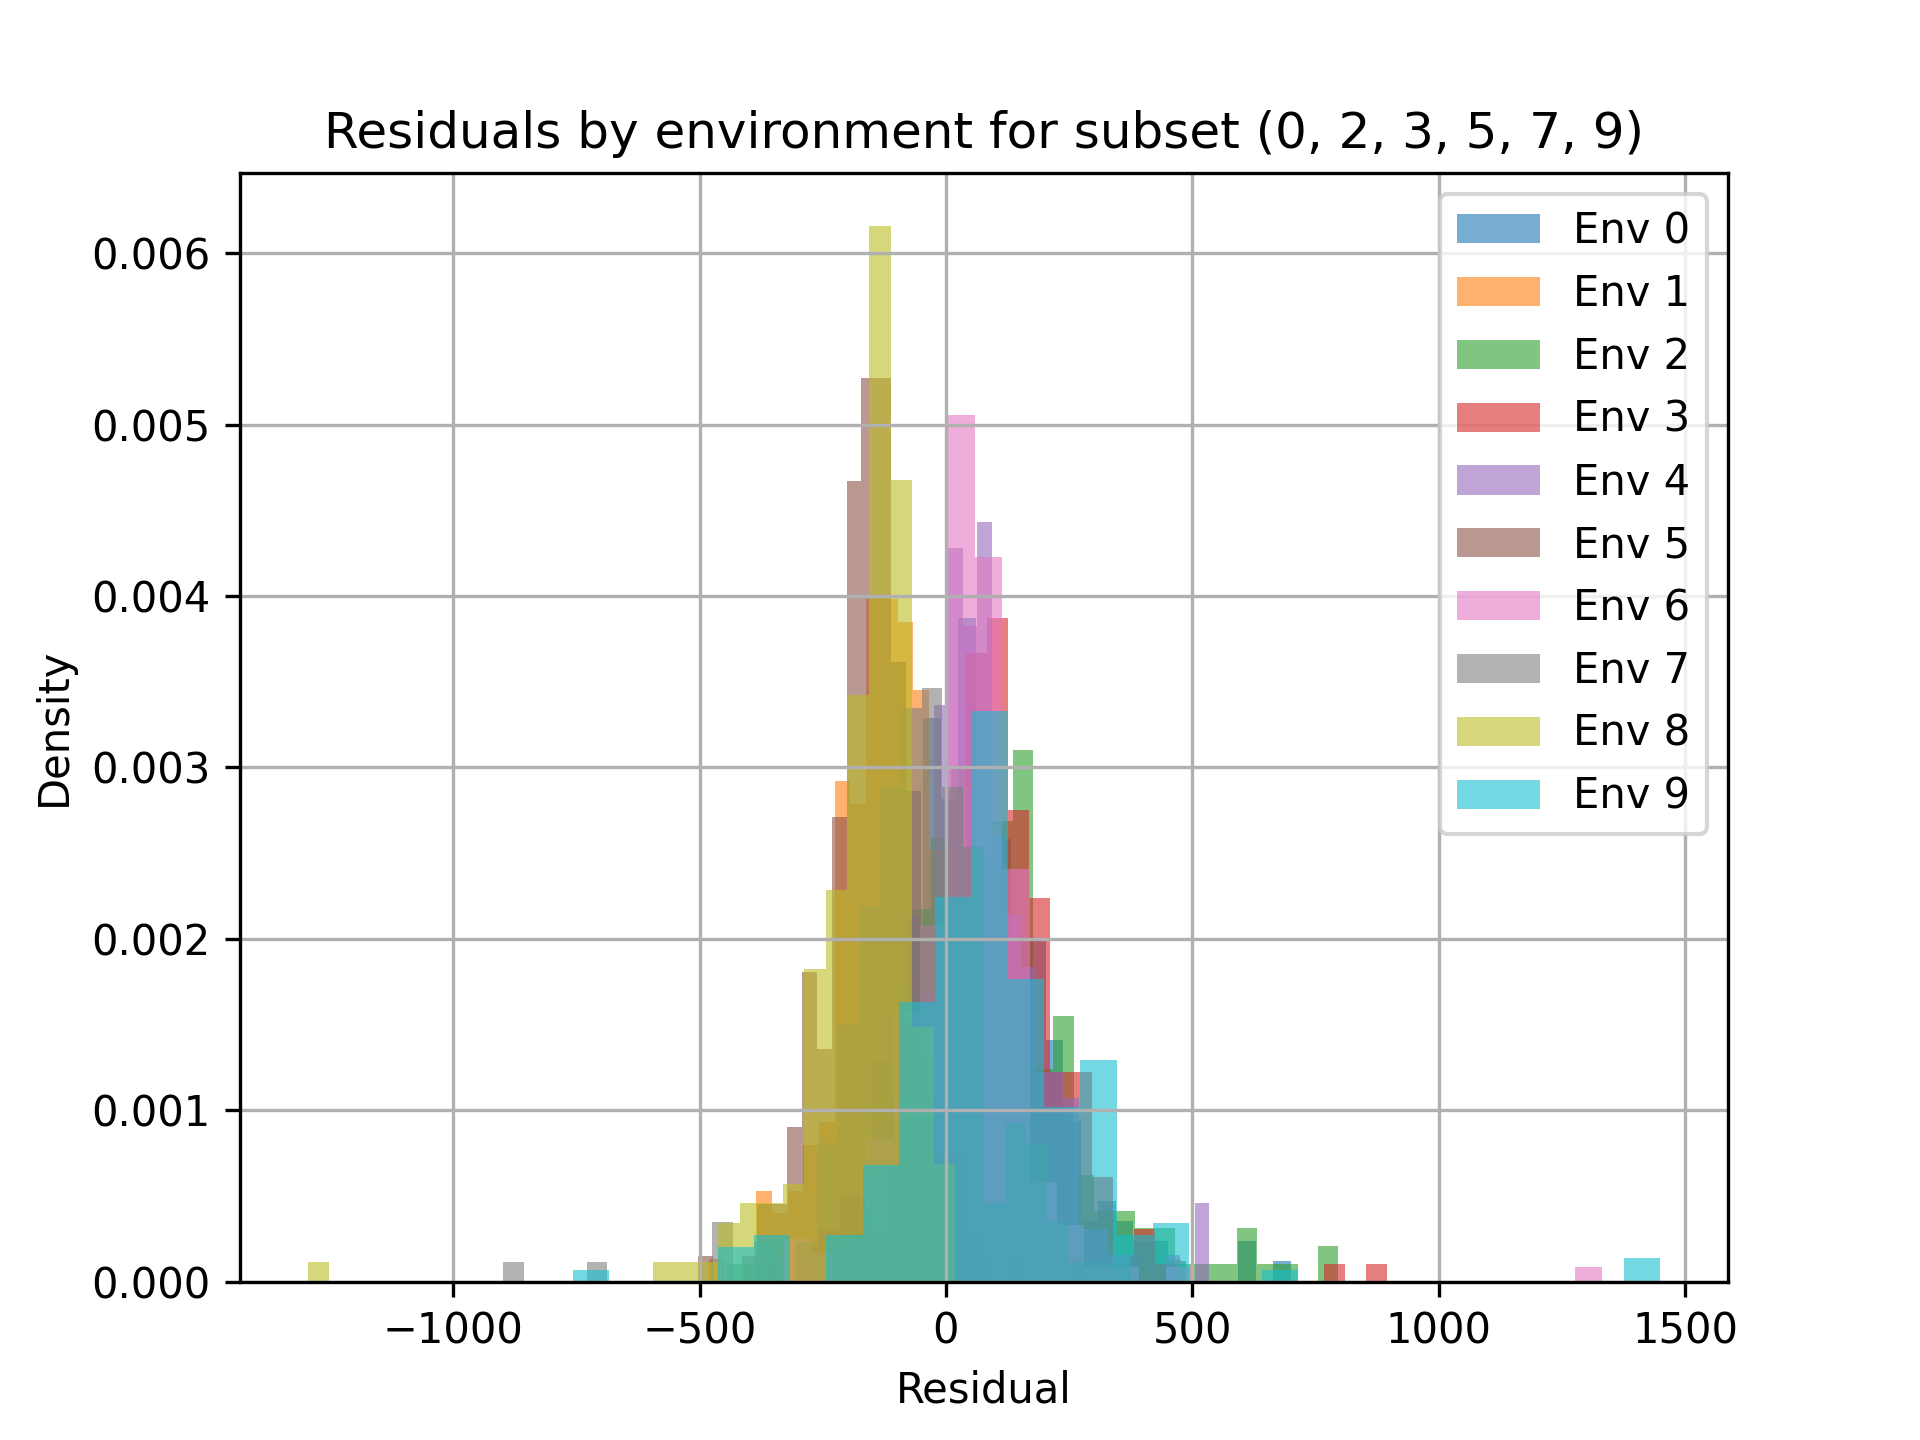 Residuals by environment for subset (0, 2, 3, 5, 7, 9)
0.006
0.005
0.004
0.003
0.002
0.001
0.000
Density
Env 0
Env 1
Env 2
Env 3
Env 4
Env 5
Env 6
Env 7
Env 8
Env 9
−1000 −500 0 500 1000 1500
Residual